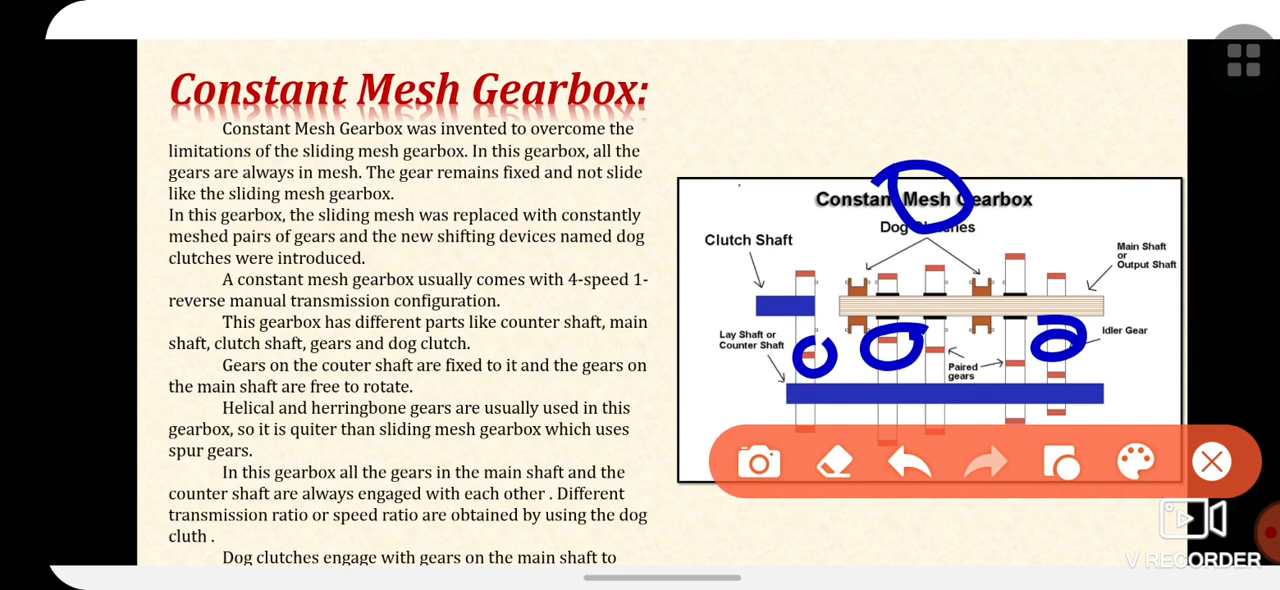 Constant Mesh Gearbox:
Constant Mesh Gearbox was invented to overcome the
limitations of the sliding mesh gearbox. In this gearbox, all the
gears are always in mesh. The gear remains fixed and not slide
like the sliding mesh gearbox.
In this gearbox, the sliding mesh was replaced with constantly
meshed pairs of gears and the new shifting devices named dog
clutches were introduced.
A constant mesh gearbox usually comes with 4-speed 1-
reverse manual transmission configuration.
This gearbox has different parts like counter shaft, main
shaft, clutch shaft, gears and dog clutch.
Gears on the couter shaft are fixed to it and the gears on
the main shaft are free to rotate.
Helical and herringbone gears are usually used in this
gearbox, so it is quiter than sliding mesh gearbox which uses
spur gears.
In this gearbox all the gears in the main shaft and the
counter shaft are always engaged with each other . Different
transmission ratio or speed ratio are obtained by using the dog
cluth .
Dog clutches engage with gears on the main shaft to
Constant Mesh Gearbox
Dog Clutches
Clutch Shaft
Main Shaft
or
Output Shaft
Lay Shaft or
Counter Shaft
Idler Gear
Paired
gears
V RECORDER